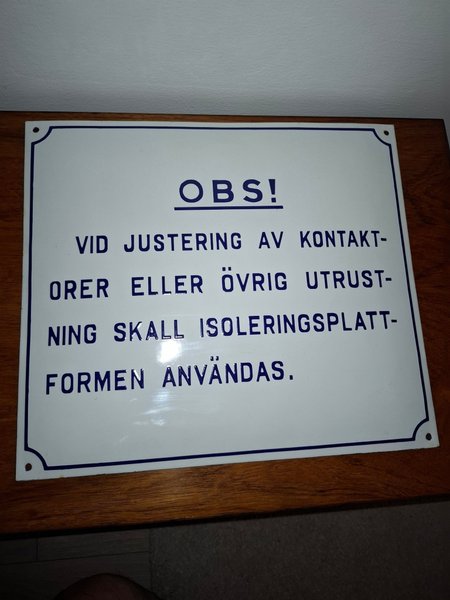 OBS!
VID JUSTERING AV KONTAKT-
ORER ELLER ÖVRIG UTRUST-
NING SKALL ISOLERINGSPLATT-
FORMEN ANVÄNDAS.